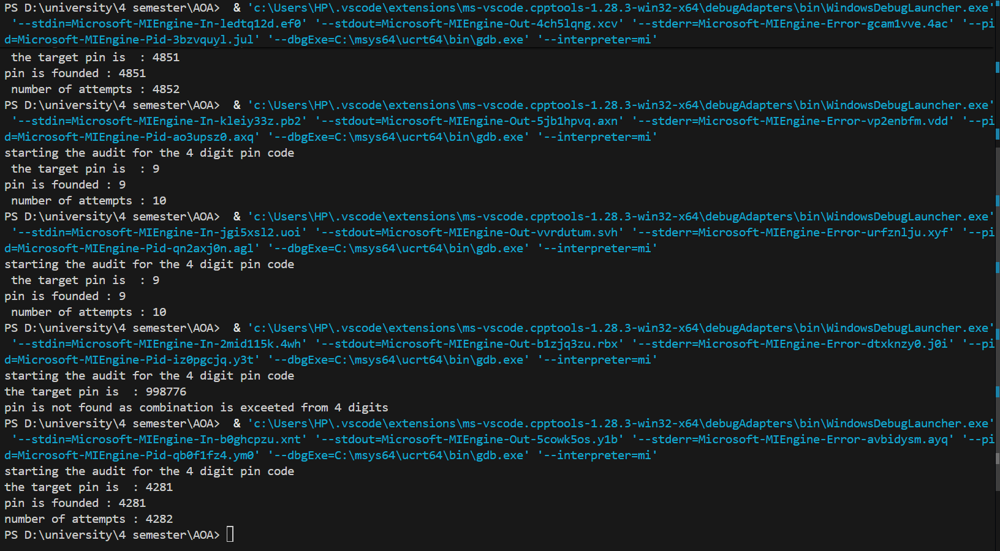 PS D:\university\4 semester\AOA>  & 'c:\Users\HP\.vscode\extensions\ms-vscode.cpptools-1.28.3-win32-x64\debugAdapters\bin\WindowsDebugLauncher.exe'
'--stdin=Microsoft-MIEngine-In-ledtq12d.ef0' '--stdout=Microsoft-MIEngine-Out-4ch5lqng.xcv' '--stderr=Microsoft-MIEngine-Error-gcam1vve.4ac' '--pi
d=Microsoft-MIEngine-Pid-3bzvquyl.jul' '--dbgExe=C:\msys64\ucrt64\bin\gdb.exe' '--interpreter=mi'
the target pin is  : 4851
pin is founded : 4851
number of attempts : 4852
PS D:\university\4 semester\AOA>  & 'c:\Users\HP\.vscode\extensions\ms-vscode.cpptools-1.28.3-win32-x64\debugAdapters\bin\WindowsDebugLauncher.exe'
'--stdin=Microsoft-MIEngine-In-kleiy33z.pb2' '--stdout=Microsoft-MIEngine-Out-5jb1hpvq.axn' '--stderr=Microsoft-MIEngine-Error-vp2enbfm.vdd' '--pi
d=Microsoft-MIEngine-Pid-ao3upsz0.axq' '--dbgExe=C:\msys64\ucrt64\bin\gdb.exe' '--interpreter=mi'
starting the audit for the 4 digit pin code
the target pin is  : 9
pin is founded : 9
number of attempts : 10
PS D:\university\4 semester\AOA>  & 'c:\Users\HP\.vscode\extensions\ms-vscode.cpptools-1.28.3-win32-x64\debugAdapters\bin\WindowsDebugLauncher.exe'
'--stdin=Microsoft-MIEngine-In-jgi5xsl2.uoi' '--stdout=Microsoft-MIEngine-Out-vvrdutum.svh' '--stderr=Microsoft-MIEngine-Error-urfznlju.xyf' '--pi
d=Microsoft-MIEngine-Pid-qn2axj0n.agl' '--dbgExe=C:\msys64\ucrt64\bin\gdb.exe' '--interpreter=mi'
starting the audit for the 4 digit pin code
the target pin is  : 9
pin is founded : 9
number of attempts : 10
PS D:\university\4 semester\AOA>  & 'c:\Users\HP\.vscode\extensions\ms-vscode.cpptools-1.28.3-win32-x64\debugAdapters\bin\WindowsDebugLauncher.exe'
'--stdin=Microsoft-MIEngine-In-2mid115k.4wh' '--stdout=Microsoft-MIEngine-Out-b1zjq3zu.rbx' '--stderr=Microsoft-MIEngine-Error-dtxknzy0.j0i' '--pi
d=Microsoft-MIEngine-Pid-iz0pgcjq.y3t' '--dbgExe=C:\msys64\ucrt64\bin\gdb.exe' '--interpreter=mi'
starting the audit for the 4 digit pin code
the target pin is  : 998776
pin is not found as combination is exceeted from 4 digits
PS D:\university\4 semester\AOA>  & 'c:\Users\HP\.vscode\extensions\ms-vscode.cpptools-1.28.3-win32-x64\debugAdapters\bin\WindowsDebugLauncher.exe'
'--stdin=Microsoft-MIEngine-In-b0ghcpzu.xnt' '--stdout=Microsoft-MIEngine-Out-5cowk5os.y1b' '--stderr=Microsoft-MIEngine-Error-avbidysm.ayq' '--pi
d=Microsoft-MIEngine-Pid-qb0f1fz4.ym0' '--dbgExe=C:\msys64\ucrt64\bin\gdb.exe' '--interpreter=mi'
starting the audit for the 4 digit pin code
the target pin is  : 4281
pin is founded : 4281
number of attempts : 4282
PS D:\university\4 semester\AOA>